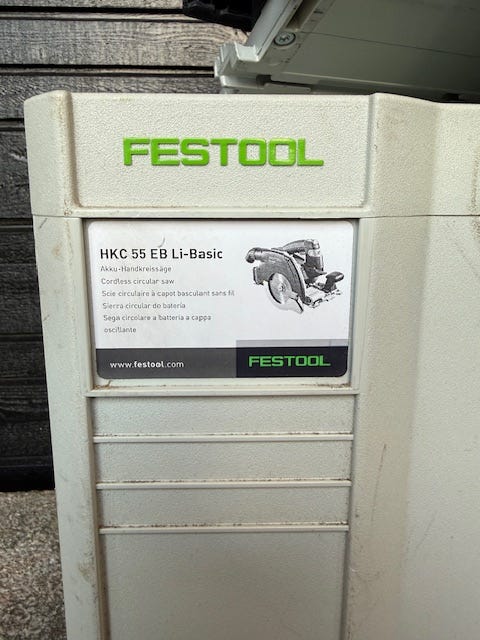 FESTOOL
HKC 55 EB Li-Basic
Akku-Handkreissäge
Cordless circular saw
Scie circulaire à capot basculant sans fil
Sierra circular de batería
Sega circolare a batteria a cappa
oscillante
www.festool.com
FESTOOL